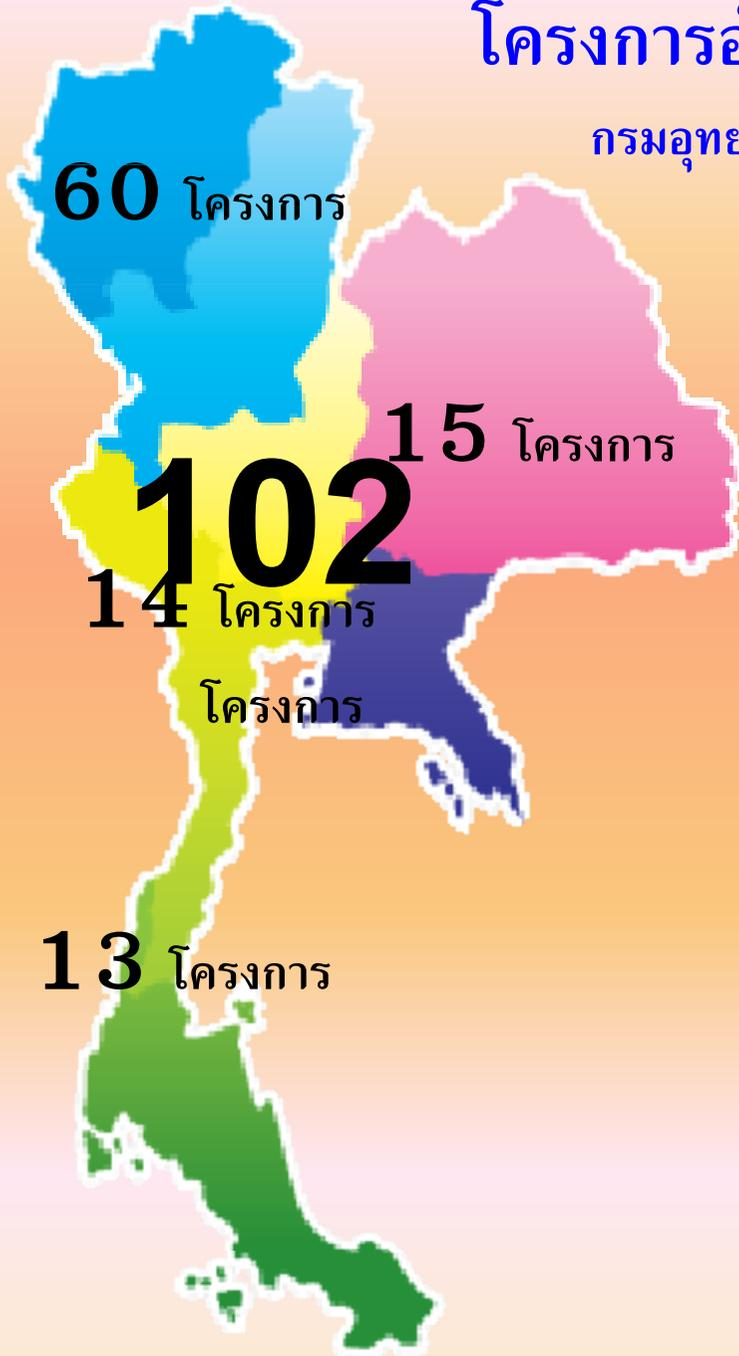 โครงการอั
กรมอุทย
60 โครงการ
15 โครงการ
102
14 โครงการ
โครงการ
13 โครงการ